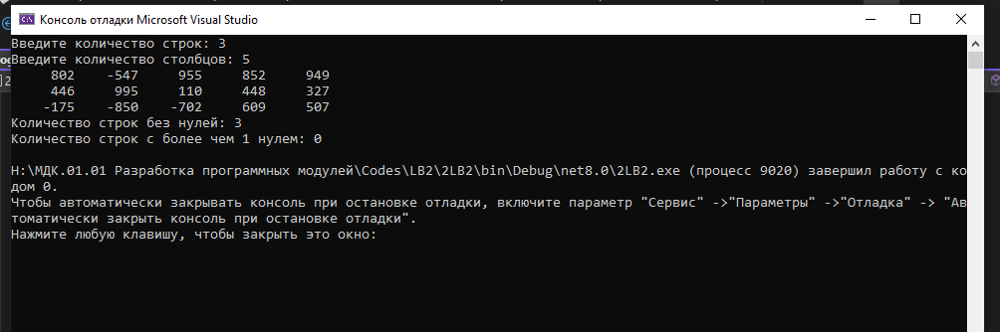 Консоль отладки Microsoft Visual Studio
Введите количество строк: 3
Введите количество столбцов: 5
802 -547 955 852 949
446 995 110 448 327
-175 -850 -702 609 507
Количество строк без нулей: 3
Количество строк с более чем 1 нулем: 0
H:\МДК.01.01 Разработка программных модулей\Codes\LB2\2LB2\bin\Debug\net8.0\2LB2.exe (процесс 9020) завершил работу с ко
дом 0.
Чтобы автоматически закрывать консоль при остановке отладки, включите параметр "Сервис" ->"Параметры" ->"Отладка" -> "Ав
томатически закрыть консоль при остановке отладки".
Нажмите любую клавишу, чтобы закрыть это окно: